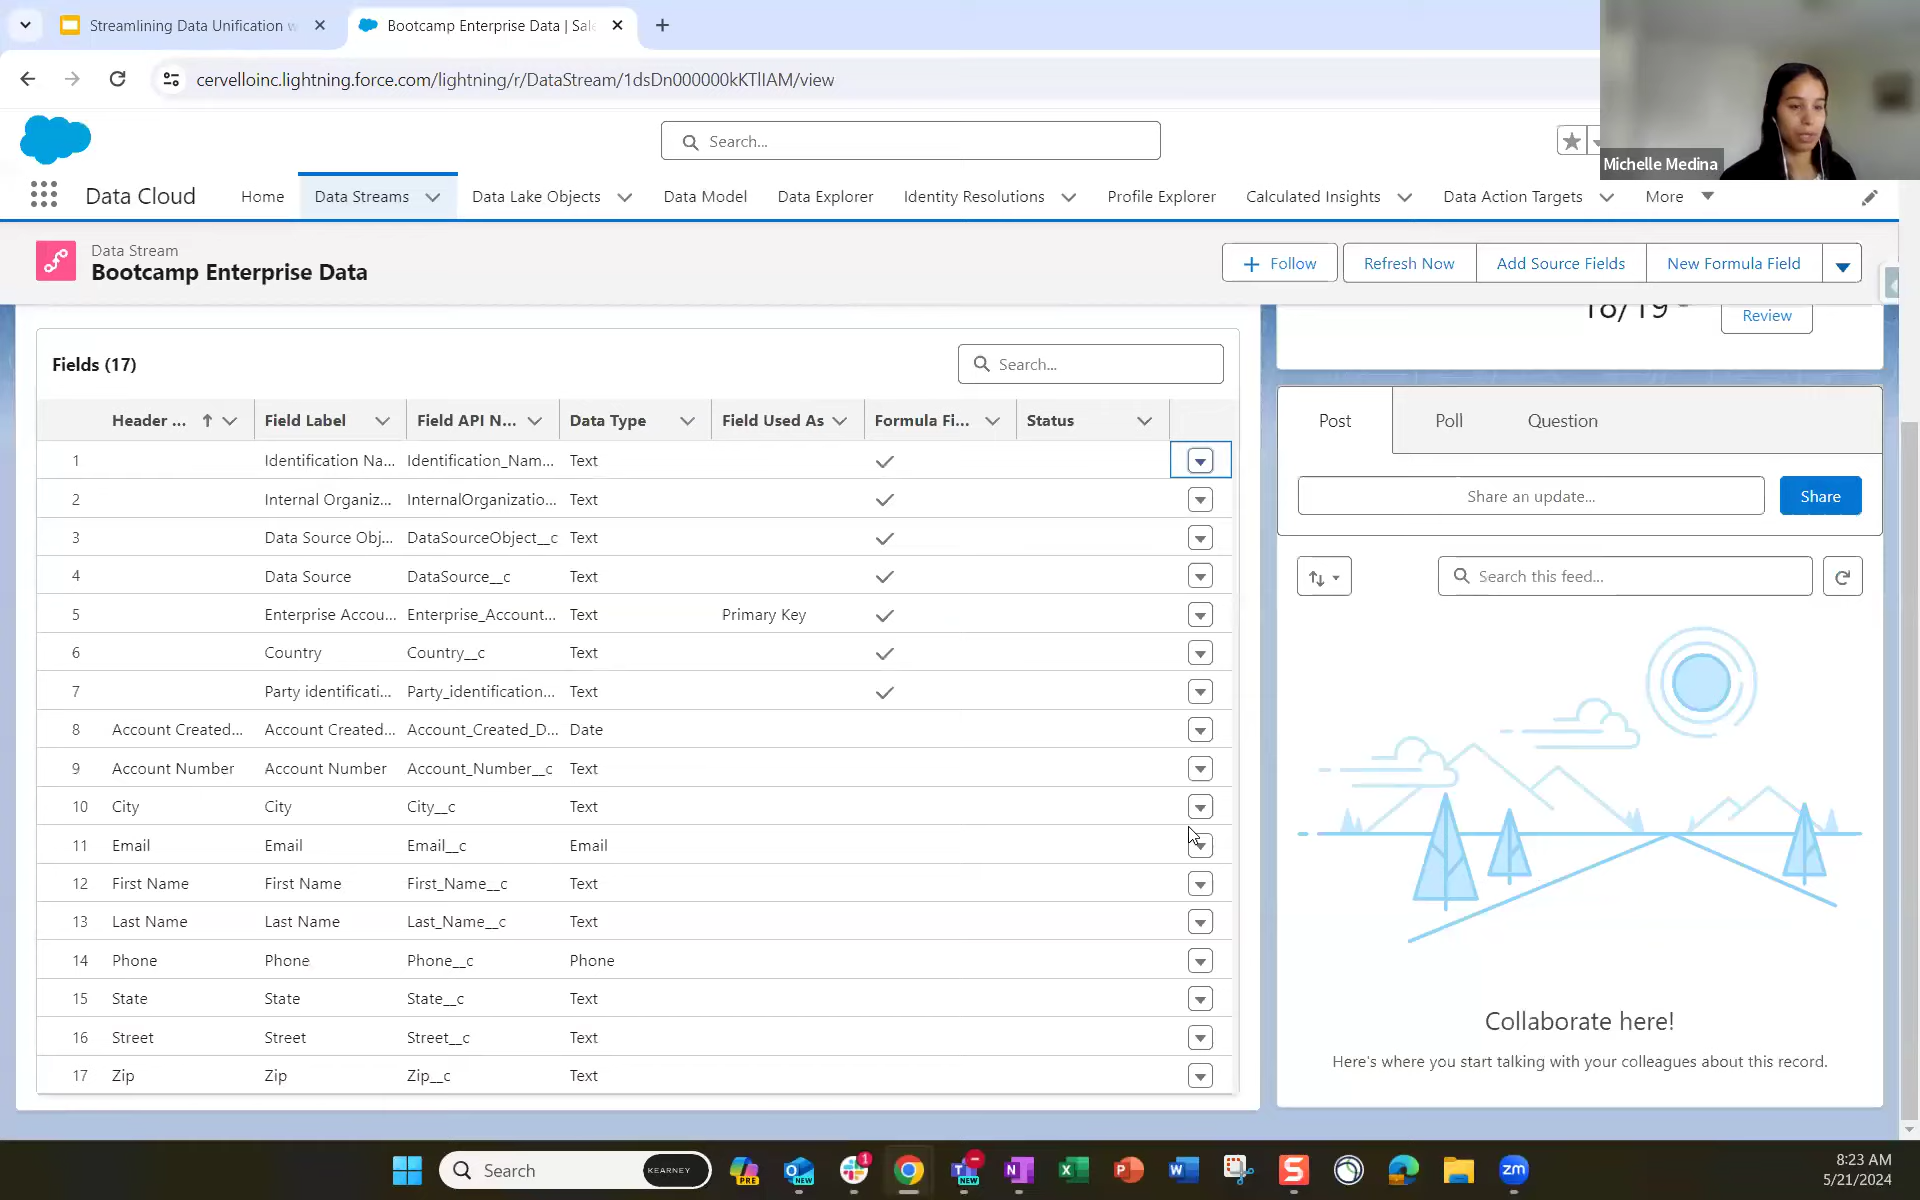 Streamlining Data Unification w
Bootcamp Enterprise Data | Sale
cervelloinc.lightning.force.com/lightning/r/DataStream/1dsDn000000kKTlIAM/view
Search...
Michelle Medina
Data Cloud
Home
Data Streams
Data Lake Objects
Data Model
Data Explorer
Identity Resolutions
Profile Explorer
Calculated Insights
Data Action Targets
More
Data Stream
Bootcamp Enterprise Data
Follow
Refresh Now
Add Source Fields
New Formula Field
18/19
Review
Fields (17)
Search...
Header ... Field Label Field API N... Data Type Field Used As Formula Fi... Status
1 Identification Na... Identification_Nam... Text
2 Internal Organiz... InternalOrganizatio... Text
3 Data Source Obj... DataSourceObject__c Text
4 Data Source DataSource__c Text
5 Enterprise Accou... Enterprise_Account... Text Primary Key
6 Country Country__c Text
7 Party identificati... Party_identification... Text
8 Account Created... Account Created... Account_Created_D... Date
9 Account Number Account Number Account_Number__c Text
10 City City City__c Text
11 Email Email Email__c Email
12 First Name First Name First_Name__c Text
13 Last Name Last Name Last_Name__c Text
14 Phone Phone Phone__c Phone
15 State State State__c Text
16 Street Street Street__c Text
17 Zip Zip Zip__c Text
Post
Poll
Question
Share an update...
Share
Search this feed...
Collaborate here!
Here's where you start talking with your colleagues about this record.
Search
KEARNEY
PRE
NEW
1
NEW
zm
8:23 AM
5/21/2024